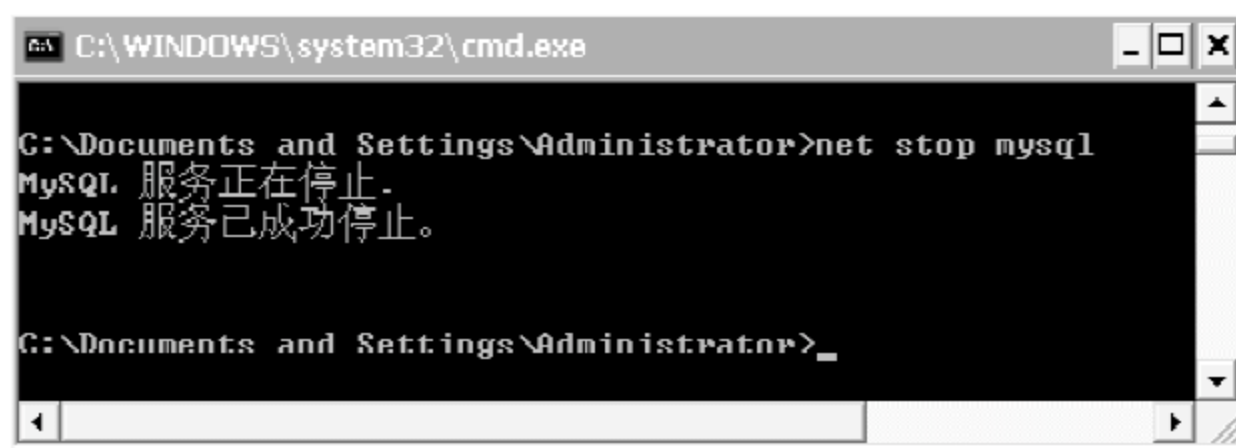 C:\WINDOWS\system32\cmd.exe
C:\Documents and Settings\Administrator>net stop mysql
MySQL 服务正在停止.
MySQL 服务已成功停止。
C:\Documents and Settings\Administrator>_